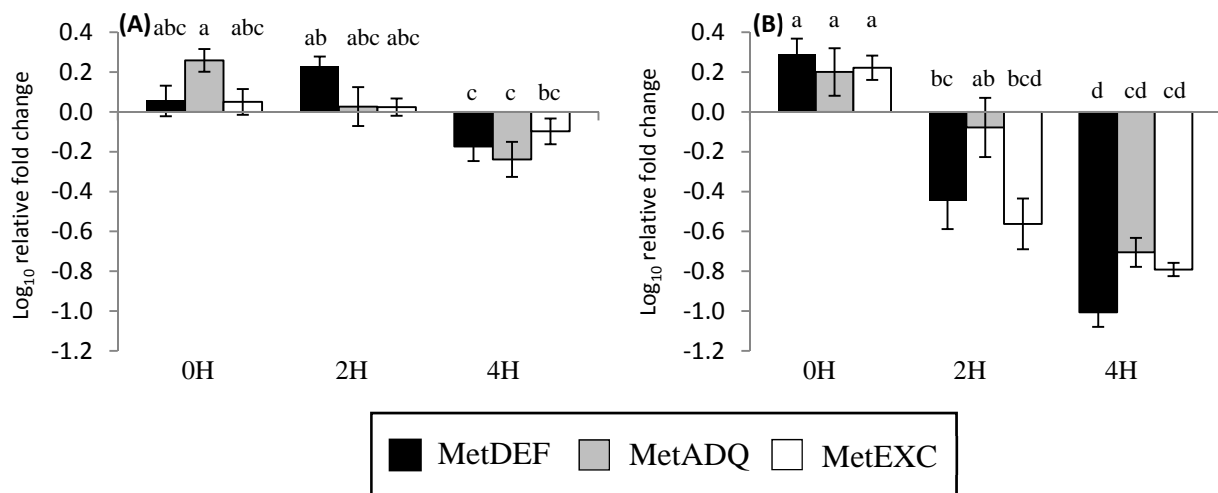 (A)
abc a abc
ab abc abc
c c bc
Log10 relative fold change
0.4
0.2
0.0
-0.2
-0.4
-0.6
-0.8
-1.0
-1.2
0H 2H 4H
(B)
a a a
bc ab bcd
d cd cd
Log10 relative fold change
0.4
0.2
0.0
-0.2
-0.4
-0.6
-0.8
-1.0
-1.2
0H 2H 4H
MetDEF MetADQ MetEXC